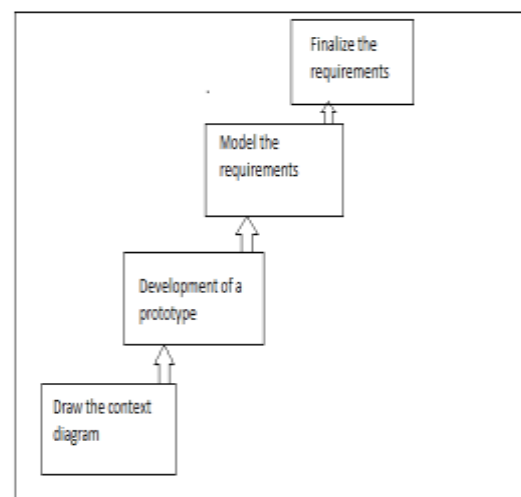 Finalize the
requirements
Model the
requirements
Development of a
prototype
Draw the context
diagram